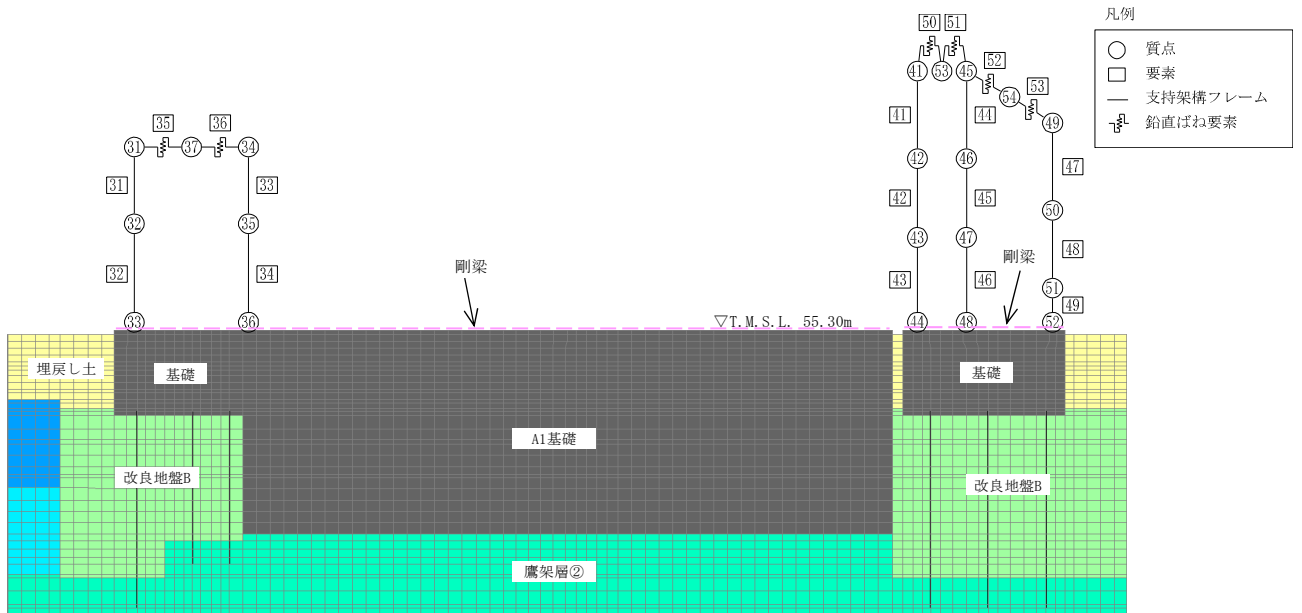 凡例
質点
要素
支持架構フレーム
鉛直ばね要素
50 51
52
41 53 45
53
54
41 44
49
35 36
31 37 34
42 46
47
31 33
42 45
50
32 35
43 47
48
剛梁
剛梁
32 34
43 46
51
49
33 36
▽T.M.S.L. 55.30m
44 48 52
埋戻し土
基礎
基礎
A1基礎
改良地盤B
改良地盤B
鷹架層②